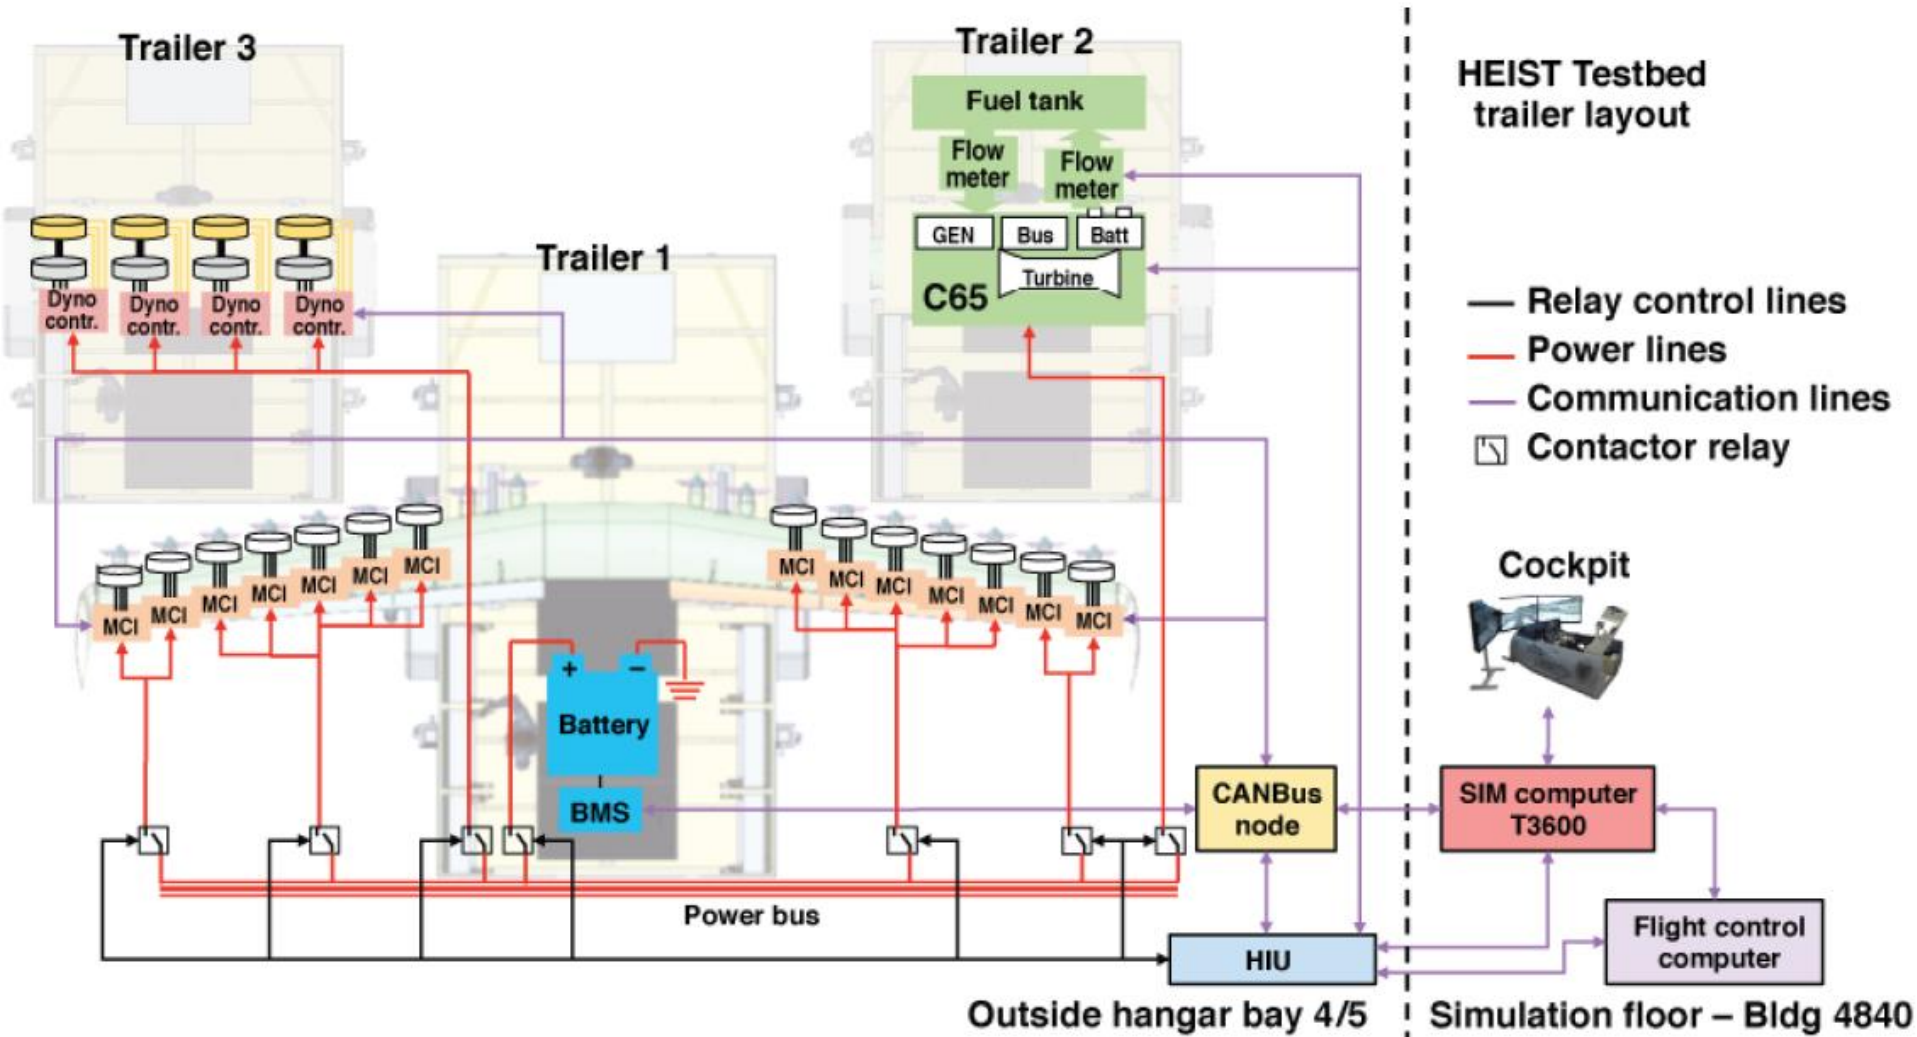 Trailer 3
Trailer 2
HEIST Testbed
trailer layout
Fuel tank
Flow
meter
Flow
meter
GEN
Bus
Batt
Turbine
C65
Trailer 1
Dyno
contr.
Dyno
contr.
Dyno
contr.
Dyno
contr.
Relay control lines
Power lines
Communication lines
Contactor relay
MCI
MCI
MCI
MCI
MCI
MCI
MCI
MCI
MCI
MCI
MCI
MCI
MCI
MCI
Cockpit
+
–
Battery
BMS
CANBus
node
SIM computer
T3600
Power bus
HIU
Flight control
computer
Outside hangar bay 4/5
Simulation floor – Bldg 4840